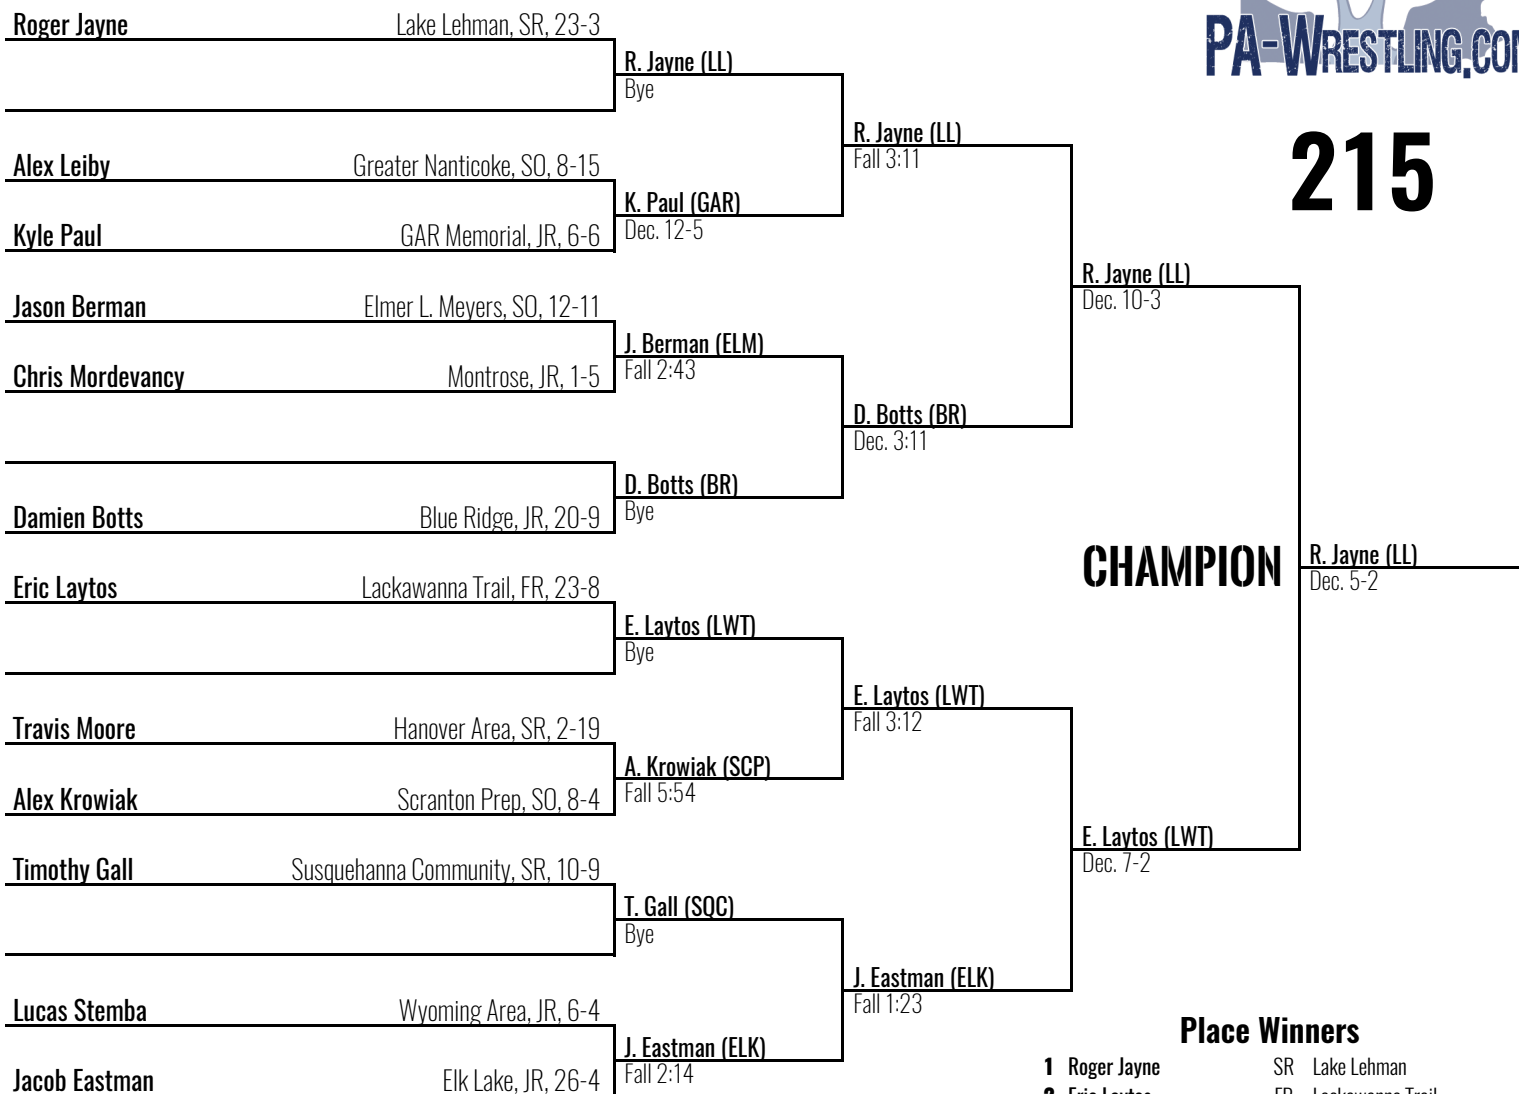 Roger Jayne Lake Lehman, SR, 23-3
R. Jayne (LL)
Bye
PA-WRESTLING.CO
R. Jayne (LL)
Fall 3:11
215
Alex Leiby Greater Nanticoke, SO, 8-15
K. Paul (GAR)
Dec. 12-5
Kyle Paul GAR Memorial, JR, 6-6
R. Jayne (LL)
Dec. 10-3
Jason Berman Elmer L. Meyers, SO, 12-11
J. Berman (ELM)
Fall 2:43
Chris Mordevancy Montrose, JR, 1-5
D. Botts (BR)
Dec. 3:11
D. Botts (BR)
Bye
Damien Botts Blue Ridge, JR, 20-9
CHAMPION
R. Jayne (LL)
Dec. 5-2
Eric Laytos Lackawanna Trail, FR, 23-8
E. Laytos (LWT)
Bye
E. Laytos (LWT)
Fall 3:12
Travis Moore Hanover Area, SR, 2-19
A. Krowiak (SCP)
Fall 5:54
Alex Krowiak Scranton Prep, SO, 8-4
E. Laytos (LWT)
Dec. 7-2
Timothy Gall Susquehanna Community, SR, 10-9
T. Gall (SQC)
Bye
J. Eastman (ELK)
Fall 1:23
Lucas Stemba Wyoming Area, JR, 6-4
J. Eastman (ELK)
Fall 2:14
Jacob Eastman Elk Lake, JR, 26-4
Place Winners
1 Roger Jayne SR Lake Lehman
2 Eric Laytos FR Lackawanna Trail